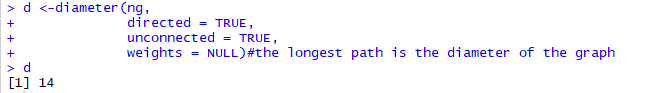 > d <-diameter(ng,
+              directed = TRUE,
+              unconnected = TRUE,
+              weights = NULL)#the longest path is the diameter of the graph
> d
[1] 14